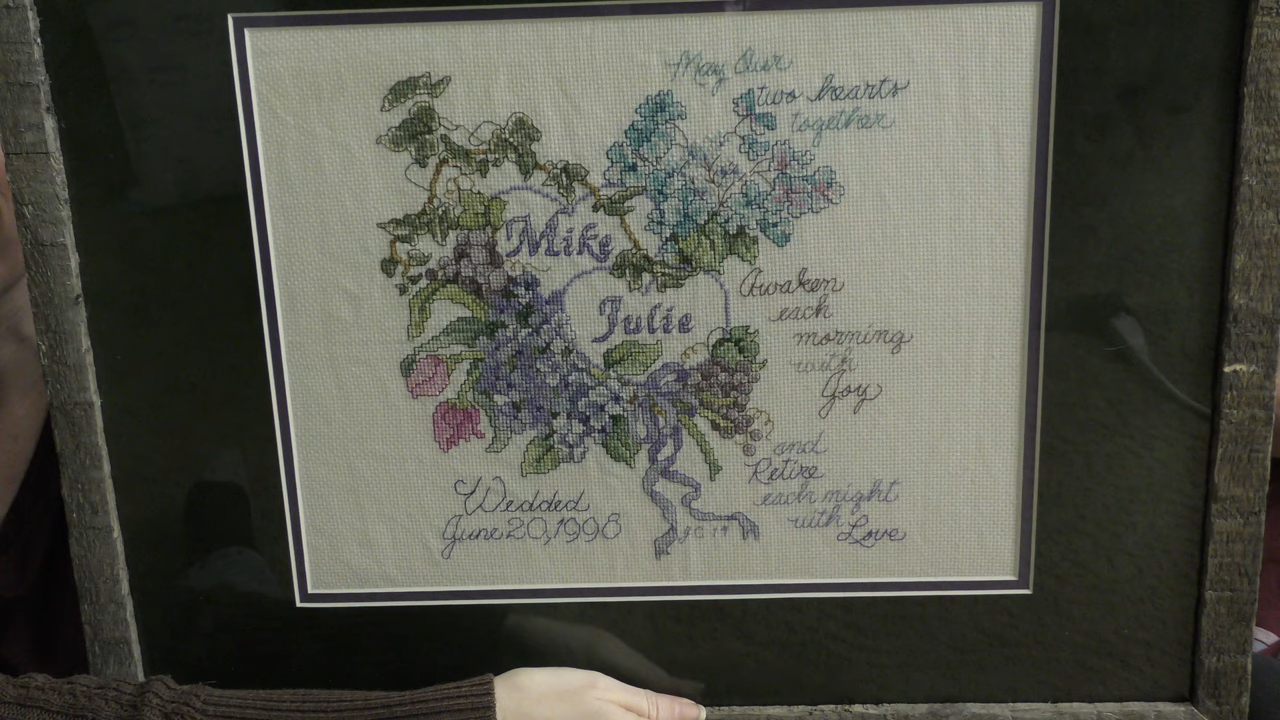 May Our
two hearts
together
Mike
Julie
Awaken
each
morning
with
Joy
and
Retire
each night
with
Love
Wedded
June 20, 1998